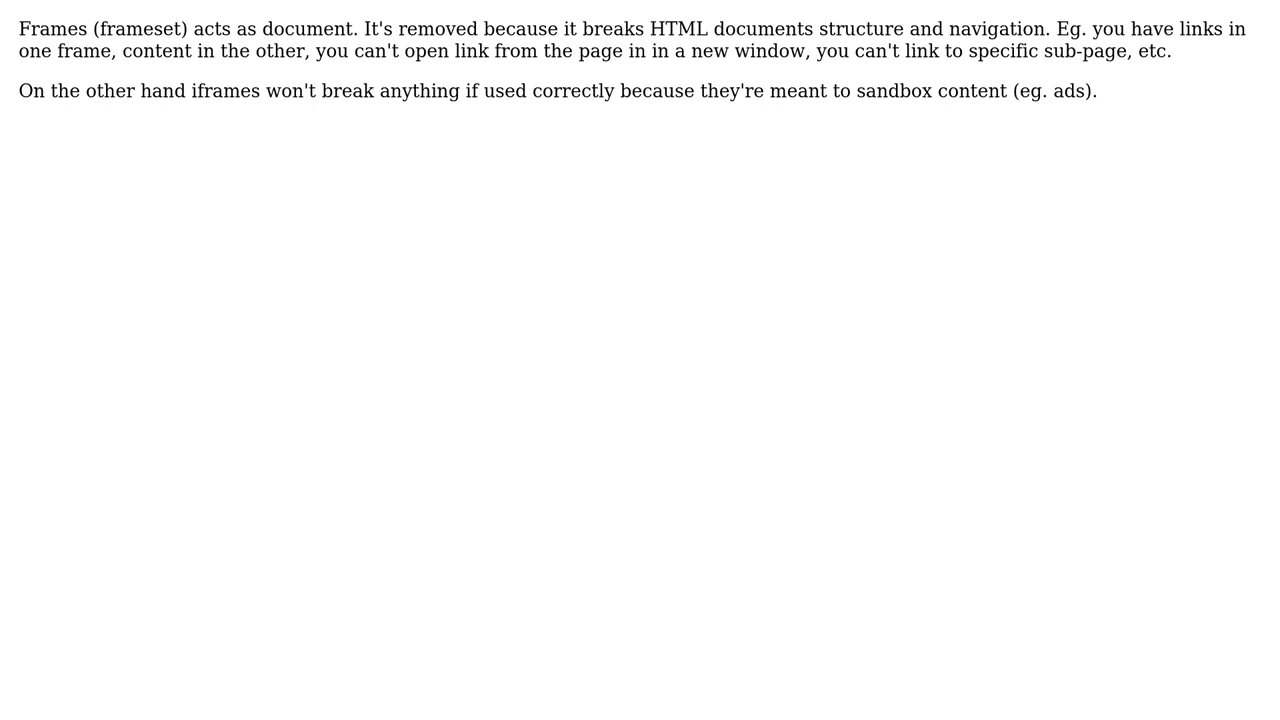 Frames (frameset) acts as document. It's removed because it breaks HTML documents structure and navigation. Eg. you have links in
one frame, content in the other, you can't open link from the page in in a new window, you can't link to specific sub-page, etc.
On the other hand iframes won't break anything if used correctly because they're meant to sandbox content (eg. ads).